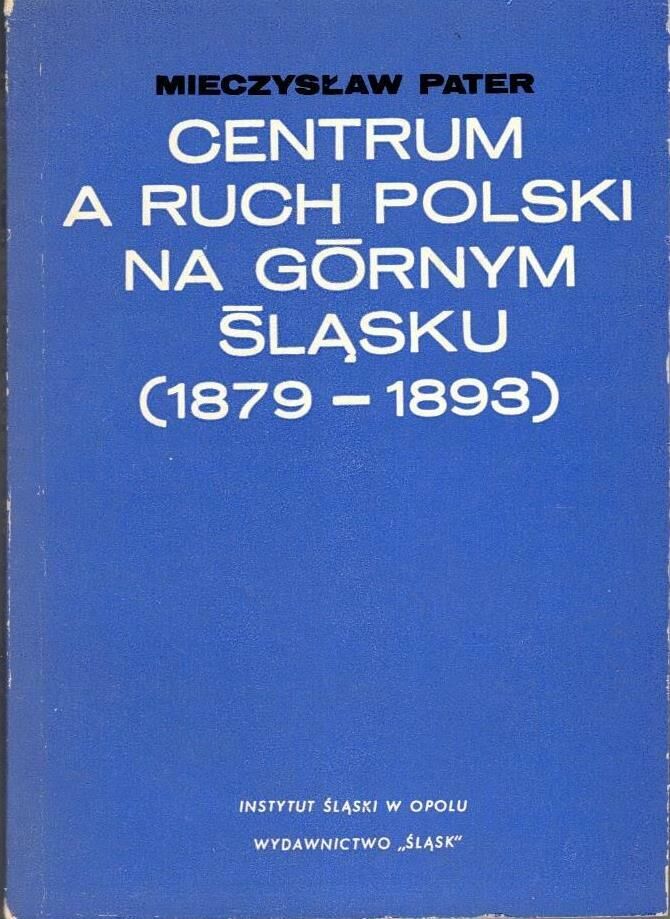 MIECZYSŁAW PATER
CENTRUM
A RUCH POLSKI
NA GÓRNYM
ŚLĄSKU
(1879 – 1893)
INSTYTUT ŚLĄSKI W OPOLU
WYDAWNICTWO „ŚLĄSK"